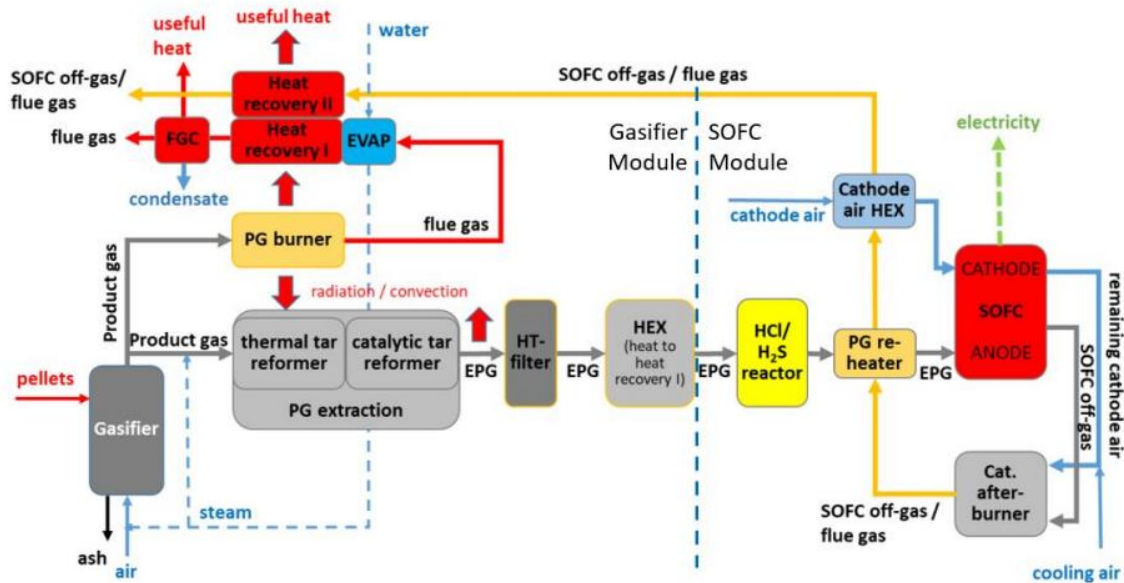 useful
heat
useful heat
water
SOFC off-gas/
flue gas
Heat
recovery II
SOFC off-gas / flue gas
flue gas
FGC
Heat
recovery I
EVAP
Gasifier
Module
SOFC
Module
electricity
condensate
cathode air
Cathode
air HEX
Product gas
PG burner
flue gas
radiation / convection
CATHODE
SOFC
ANODE
remaining cathode air
Product gas
thermal tar
reformer
catalytic tar
reformer
PG extraction
EPG
HT-
filter
EPG
HEX
(heat to
heat
recovery I)
EPG
HCl/
H2S
reactor
PG re-
heater
EPG
SOFC off-gas
pellets
Gasifier
steam
ash
air
Cat.
after-
burner
SOFC off-gas /
flue gas
cooling air